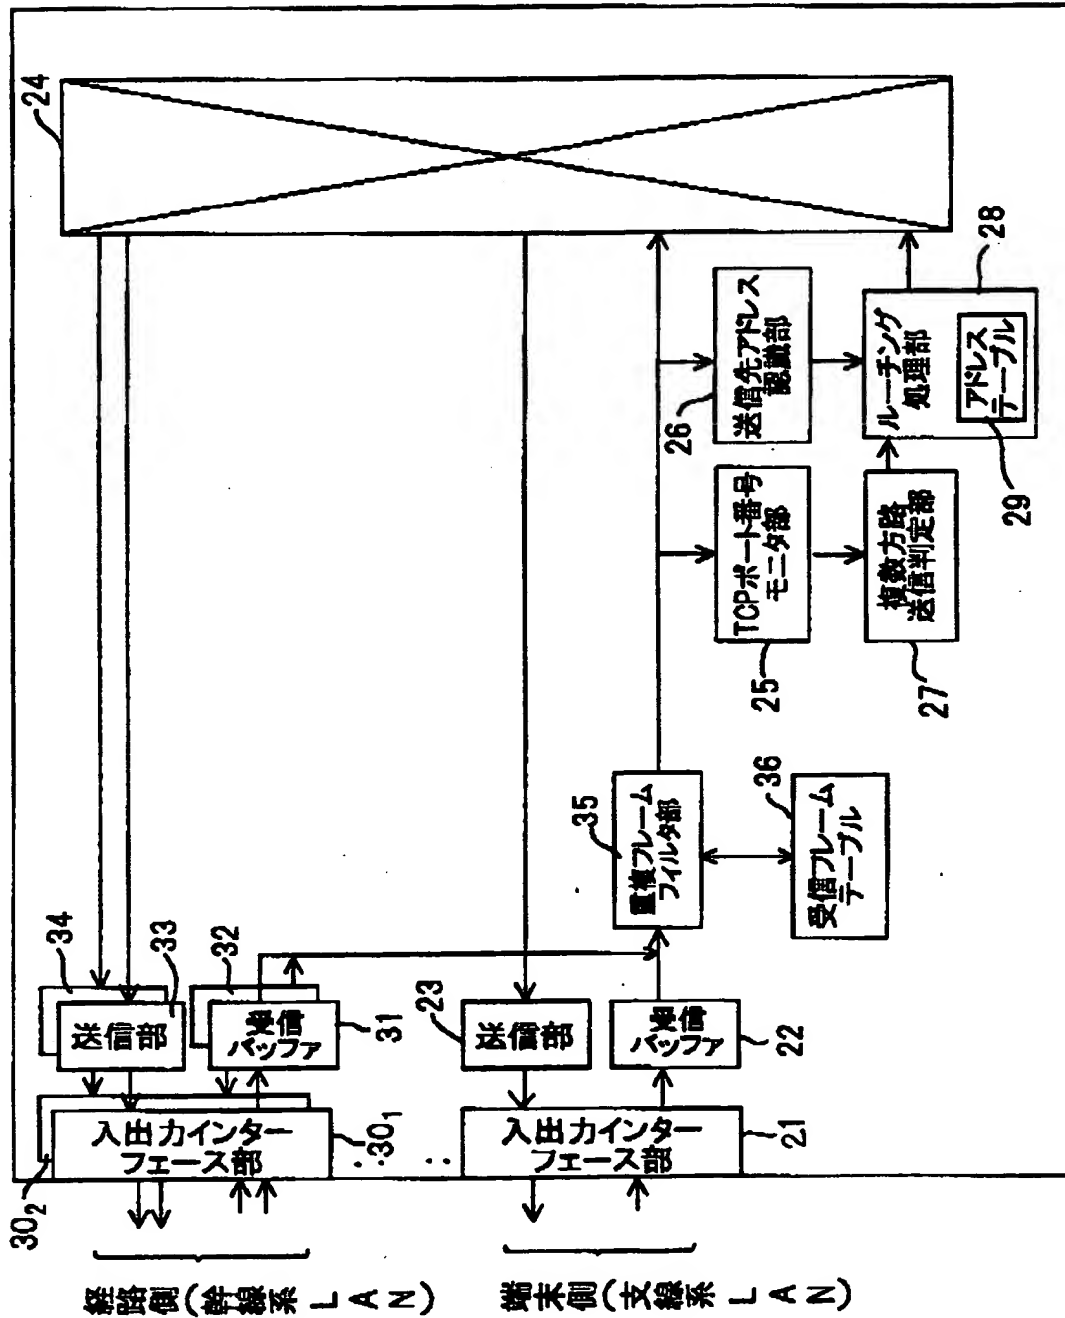 24
34
送信部
33
32
通信
バッファ
31
入出力インター
フェース部
30₁
30₂
経路側(幹線系LAN)
23
送信部
通信
バッファ
22
入出力インター
フェース部
21
端末側(支線系LAN)
35
重複フレーム
フィルタ部
36
受信フレーム
テーブル
TCPポート番号
モニタ部
25
26
送信先アドレス
認識部
複数方路
送信判定部
27
ルーチング
処理部
28
アドレス
テーブル
29